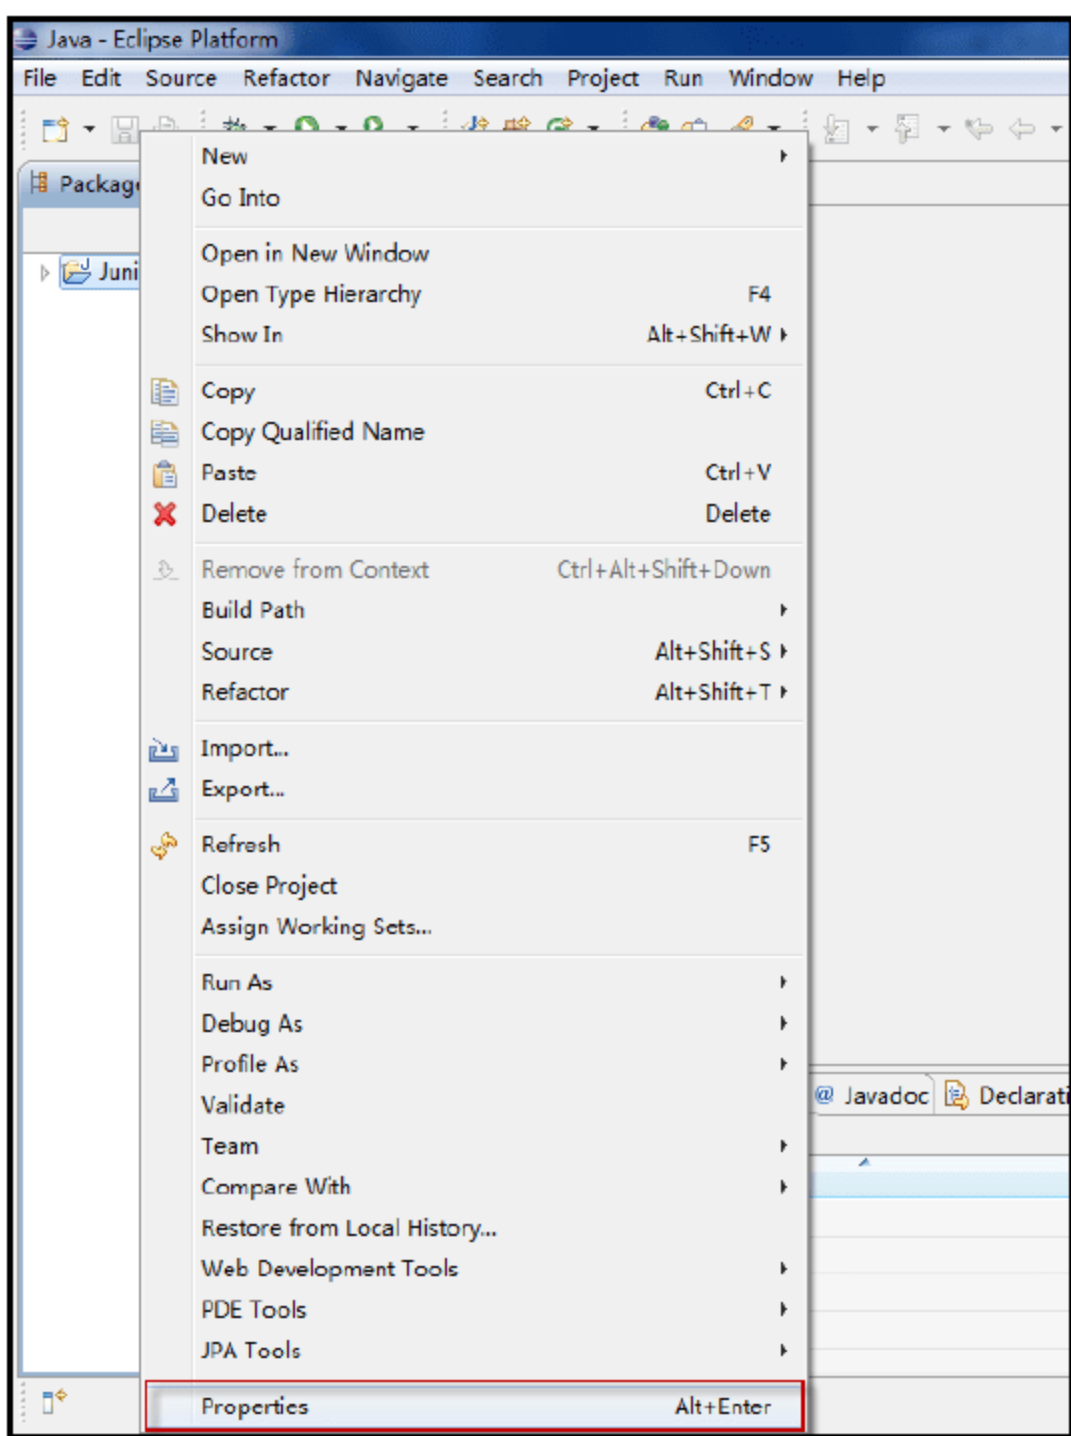 Java - Eclipse Platform
File Edit Source Refactor Navigate Search Project Run Window Help
New
Go Into
Open in New Window
Open Type Hierarchy F4
Show In Alt+Shift+W
Copy Ctrl+C
Copy Qualified Name
Paste Ctrl+V
Delete Delete
Remove from Context Ctrl+Alt+Shift+Down
Build Path
Source Alt+Shift+S
Refactor Alt+Shift+T
Import...
Export...
Refresh F5
Close Project
Assign Working Sets...
Run As
Debug As
Profile As
Validate
Team
Compare With
Restore from Local History...
Web Development Tools
PDE Tools
JPA Tools
Properties Alt+Enter
Packag
Juni
@ Javadoc Declarati